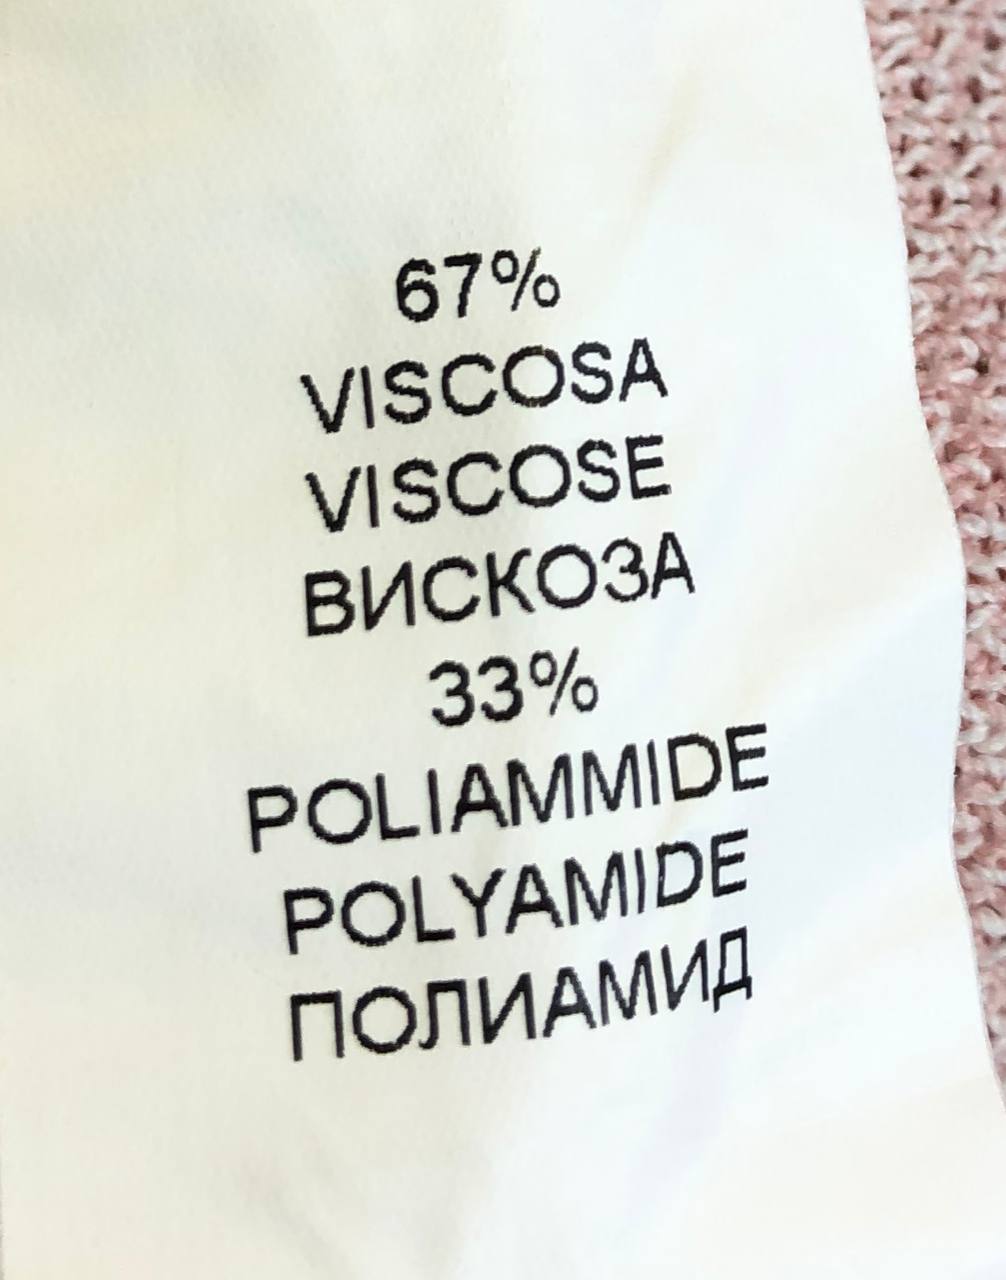 67%
VISCOSA
VISCOSE
ВИСКОЗА
33%
POLIAMMIDE
POLYAMIDE
ПОЛИАМИД